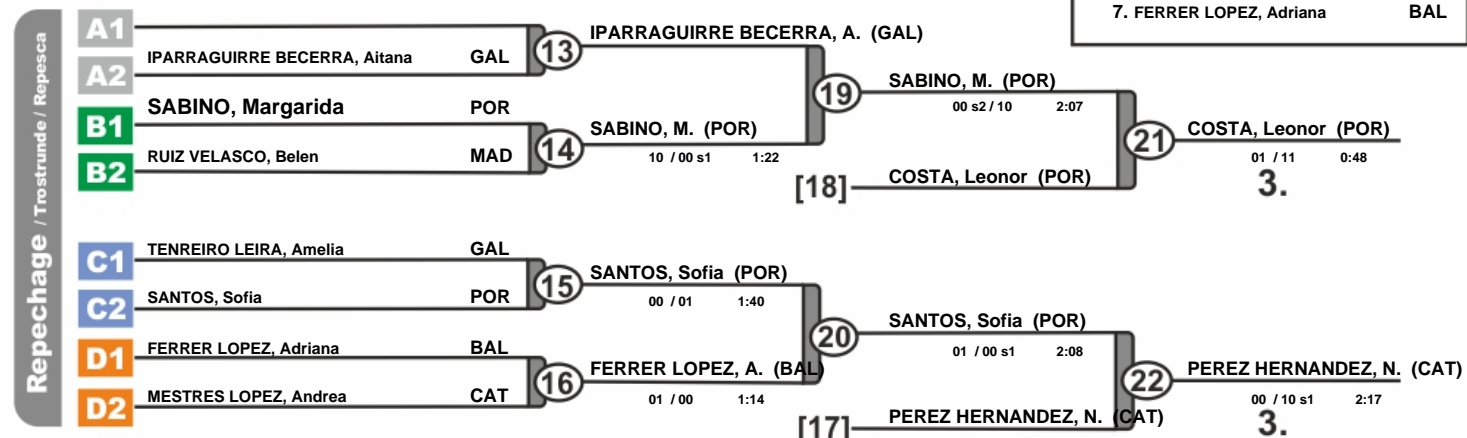 7. FERRER LOPEZ, Adriana BAL
Repechage / Trostrunde / Repesca
A1
IPARRAGUIRRE BECERRA, Aitana GAL
A2
13
IPARRAGUIRRE BECERRA, A. (GAL)
B1
SABINO, Margarida POR
B2
RUIZ VELASCO, Belen MAD
14
SABINO, M. (POR)
10 / 00 s1 1:22
19
SABINO, M. (POR)
00 s2 / 10 2:07
[18]
COSTA, Leonor (POR)
21
COSTA, Leonor (POR)
01 / 11 0:48
3.
C1
TENREIRO LEIRA, Amelia GAL
C2
SANTOS, Sofia POR
15
SANTOS, Sofia (POR)
00 / 01 1:40
D1
FERRER LOPEZ, Adriana BAL
D2
MESTRES LOPEZ, Andrea CAT
16
FERRER LOPEZ, A. (BAL)
01 / 00 1:14
20
SANTOS, Sofia (POR)
01 / 00 s1 2:08
[17]
PEREZ HERNANDEZ, N. (CAT)
22
PEREZ HERNANDEZ, N. (CAT)
00 / 10 s1 2:17
3.